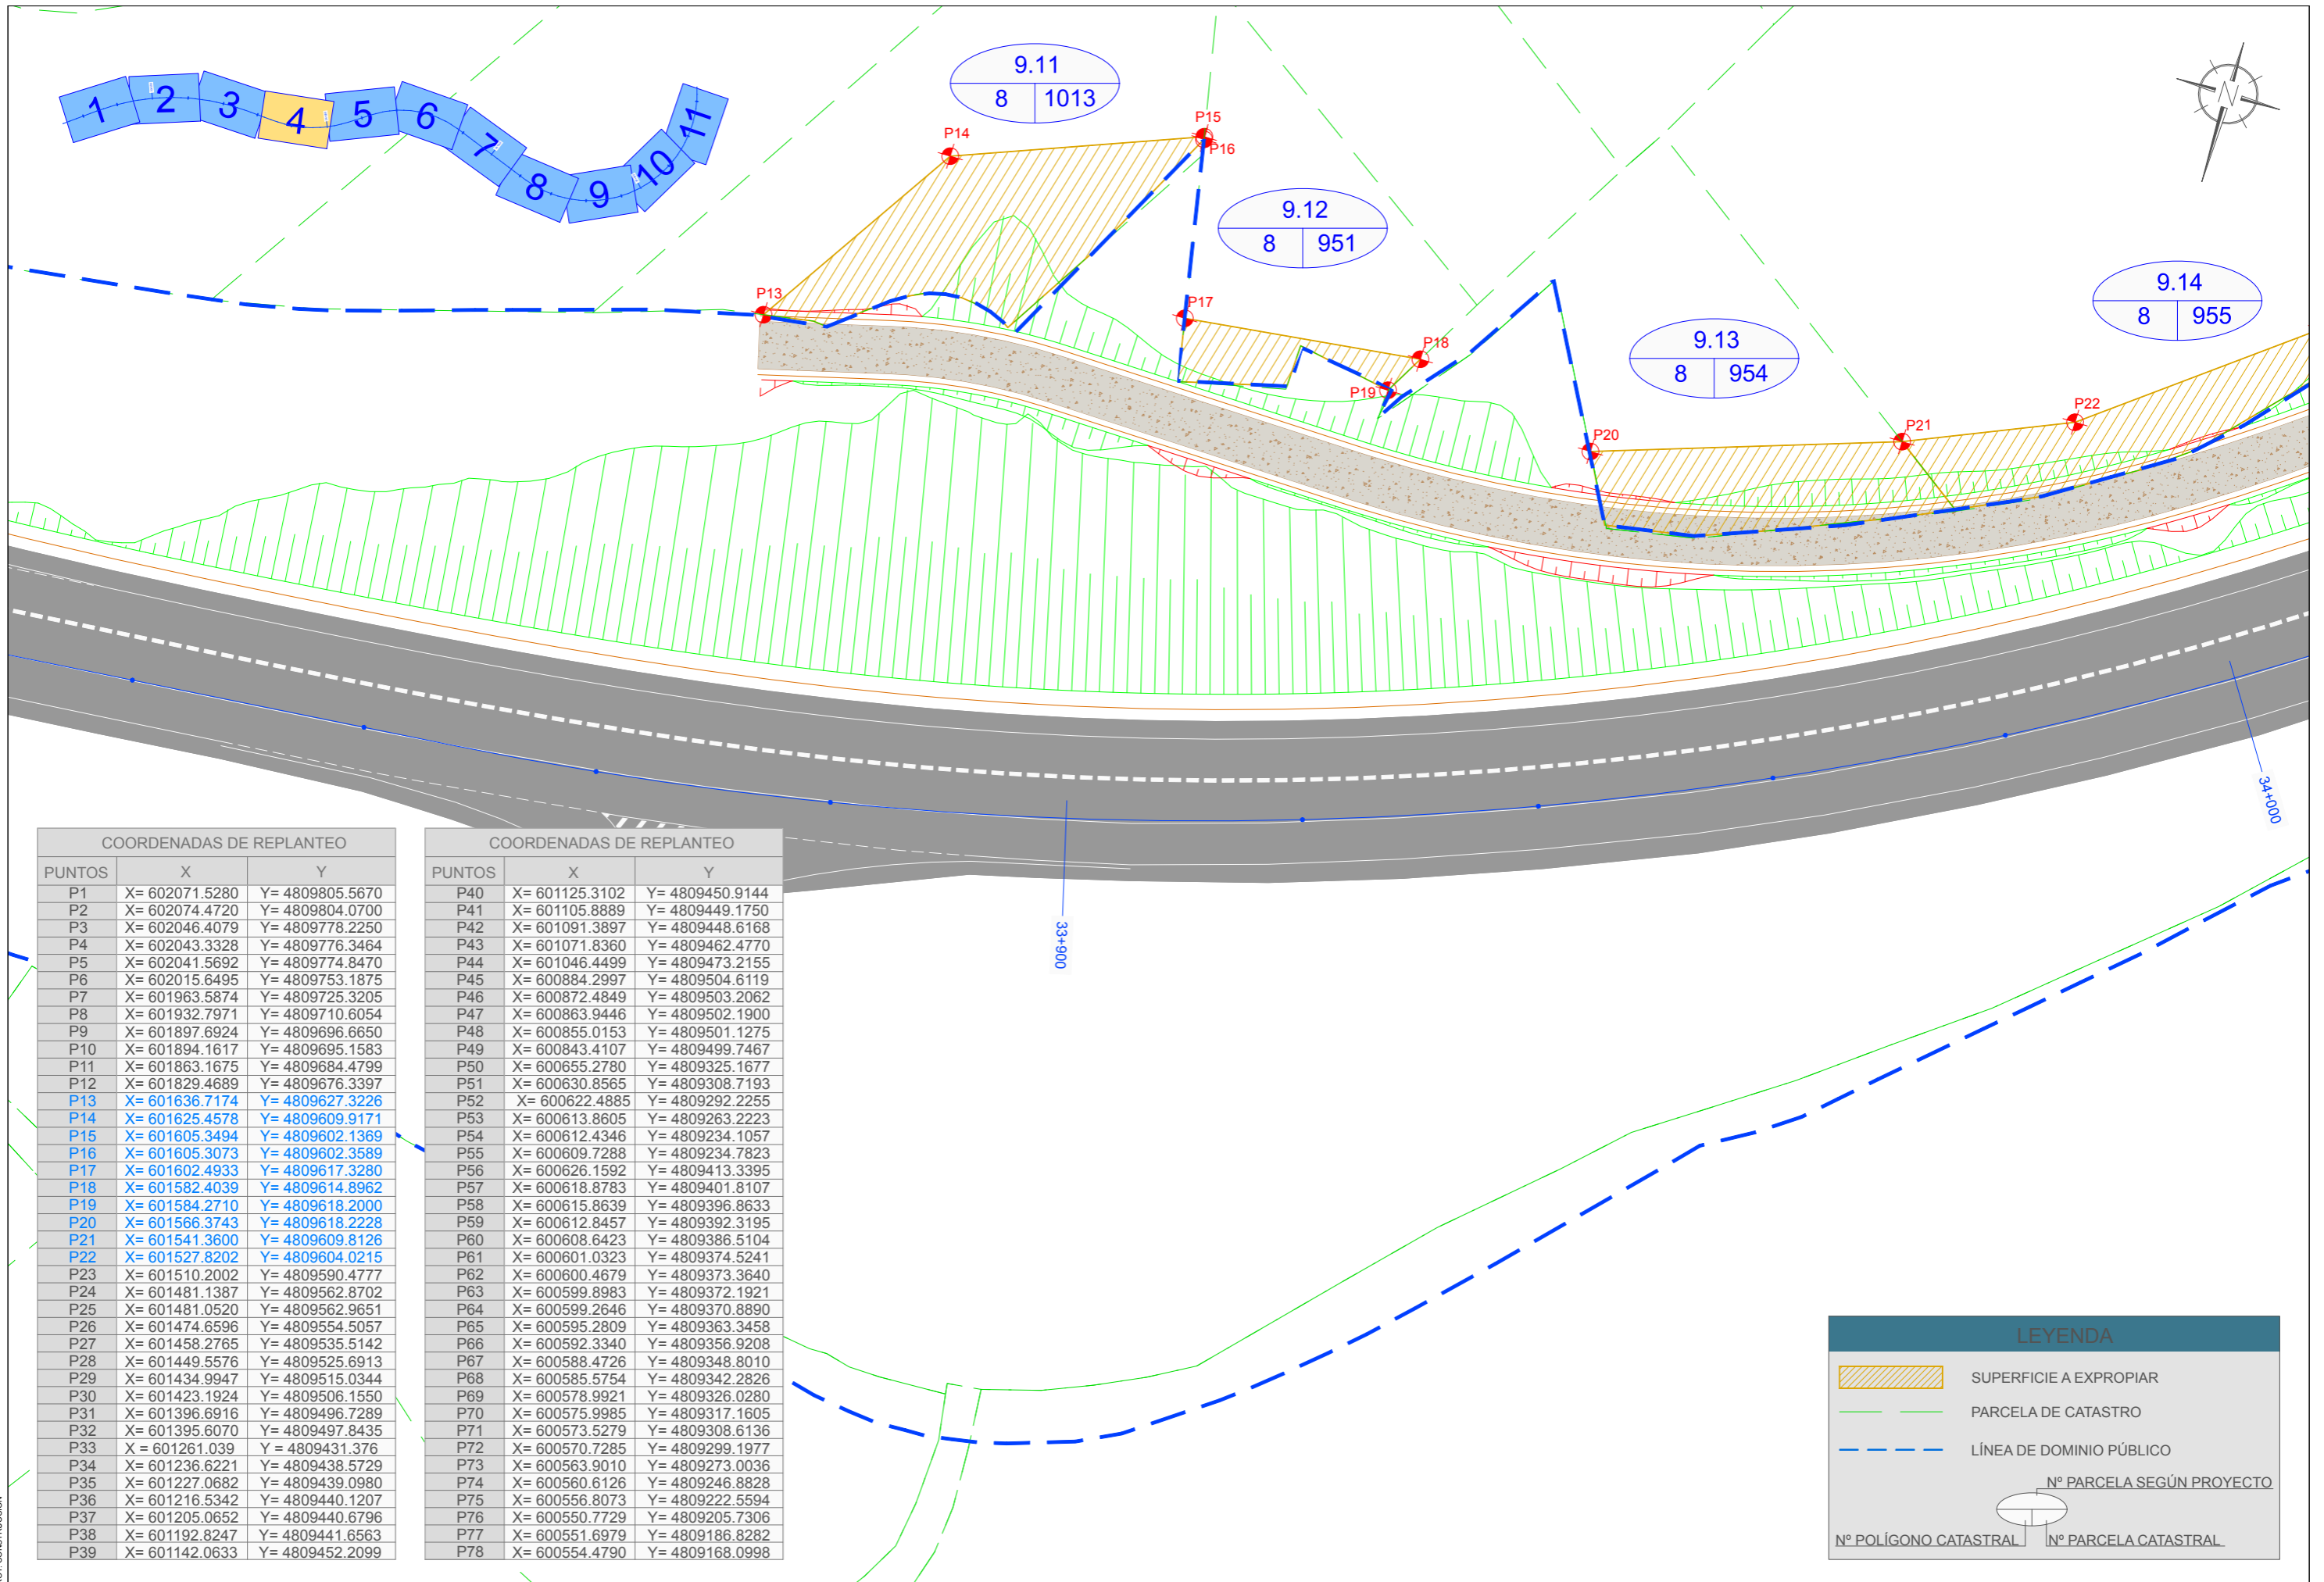 1 2 3 4 5 6 7 8 9 10 11
N
9.11
8 1013
9.12
8 951
9.13
8 954
9.14
8 955
P13
P14
P15
P16
P17
P18
P19
P20
P21
P22
33+900
34+000
COORDENADAS DE REPLANTEO
PUNTOS X Y
P1 X= 602071.5280 Y= 4809805.5670
P2 X= 602074.4720 Y= 4809804.0700
P3 X= 602046.4079 Y= 4809778.2250
P4 X= 602043.3328 Y= 4809776.3464
P5 X= 602041.5692 Y= 4809774.8470
P6 X= 602015.6495 Y= 4809753.1875
P7 X= 601963.5874 Y= 4809725.3205
P8 X= 601932.7971 Y= 4809710.6054
P9 X= 601897.6924 Y= 4809696.6650
P10 X= 601894.1617 Y= 4809695.1583
P11 X= 601863.1675 Y= 4809684.4799
P12 X= 601829.4689 Y= 4809676.3397
P13 X= 601636.7174 Y= 4809627.3226
P14 X= 601625.4578 Y= 4809609.9171
P15 X= 601605.3494 Y= 4809602.1369
P16 X= 601605.3073 Y= 4809602.3589
P17 X= 601602.4933 Y= 4809617.3280
P18 X= 601582.4039 Y= 4809614.8962
P19 X= 601584.2710 Y= 4809618.2000
P20 X= 601566.3743 Y= 4809618.2228
P21 X= 601541.3600 Y= 4809609.8126
P22 X= 601527.8202 Y= 4809604.0215
P23 X= 601510.2002 Y= 4809590.4777
P24 X= 601481.1387 Y= 4809562.8702
P25 X= 601481.0520 Y= 4809562.9651
P26 X= 601474.6596 Y= 4809554.5057
P27 X= 601458.2765 Y= 4809535.5142
P28 X= 601449.5576 Y= 4809525.6913
P29 X= 601434.9947 Y= 4809515.0344
P30 X= 601423.1924 Y= 4809506.1550
P31 X= 601396.6916 Y= 4809496.7289
P32 X= 601395.6070 Y= 4809497.8435
P33 X = 601261.039 Y = 4809431.376
P34 X= 601236.6221 Y= 4809438.5729
P35 X= 601227.0682 Y= 4809439.0980
P36 X= 601216.5342 Y= 4809440.1207
P37 X= 601205.0652 Y= 4809440.6796
P38 X= 601192.8247 Y= 4809441.6563
P39 X= 601142.0633 Y= 4809452.2099
COORDENADAS DE REPLANTEO
PUNTOS X Y
P40 X= 601125.3102 Y= 4809450.9144
P41 X= 601105.8889 Y= 4809449.1750
P42 X= 601091.3897 Y= 4809448.6168
P43 X= 601071.8360 Y= 4809462.4770
P44 X= 601046.4499 Y= 4809473.2155
P45 X= 600884.2997 Y= 4809504.6119
P46 X= 600872.4849 Y= 4809503.2062
P47 X= 600863.9446 Y= 4809502.1900
P48 X= 600855.0153 Y= 4809501.1275
P49 X= 600843.4107 Y= 4809499.7467
P50 X= 600655.2780 Y= 4809325.1677
P51 X= 600630.8565 Y= 4809308.7193
P52 X= 600622.4885 Y= 4809292.2255
P53 X= 600613.8605 Y= 4809263.2223
P54 X= 600612.4346 Y= 4809234.1057
P55 X= 600609.7288 Y= 4809234.7823
P56 X= 600626.1592 Y= 4809413.3395
P57 X= 600618.8783 Y= 4809401.8107
P58 X= 600615.8639 Y= 4809396.8633
P59 X= 600612.8457 Y= 4809392.3195
P60 X= 600608.6423 Y= 4809386.5104
P61 X= 600601.0323 Y= 4809374.5241
P62 X= 600600.4679 Y= 4809373.3640
P63 X= 600599.8983 Y= 4809372.1921
P64 X= 600599.2646 Y= 4809370.8890
P65 X= 600595.2809 Y= 4809363.3458
P66 X= 600592.3340 Y= 4809356.9208
P67 X= 600588.4726 Y= 4809348.8010
P68 X= 600585.5754 Y= 4809342.2826
P69 X= 600578.9921 Y= 4809326.0280
P70 X= 600575.9985 Y= 4809317.1605
P71 X= 600573.5279 Y= 4809308.6136
P72 X= 600570.7285 Y= 4809299.1977
P73 X= 600563.9010 Y= 4809273.0036
P74 X= 600560.6126 Y= 4809246.8828
P75 X= 600556.8073 Y= 4809222.5594
P76 X= 600550.7729 Y= 4809205.7306
P77 X= 600551.6979 Y= 4809186.8282
P78 X= 600554.4790 Y= 4809168.0998
LEYENDA
SUPERFICIE A EXPROPIAR
PARCELA DE CATASTRO
LÍNEA DE DOMINIO PÚBLICO
Nº PARCELA SEGÚN PROYECTO
Nº POLÍGONO CATASTRAL
Nº PARCELA CATASTRAL